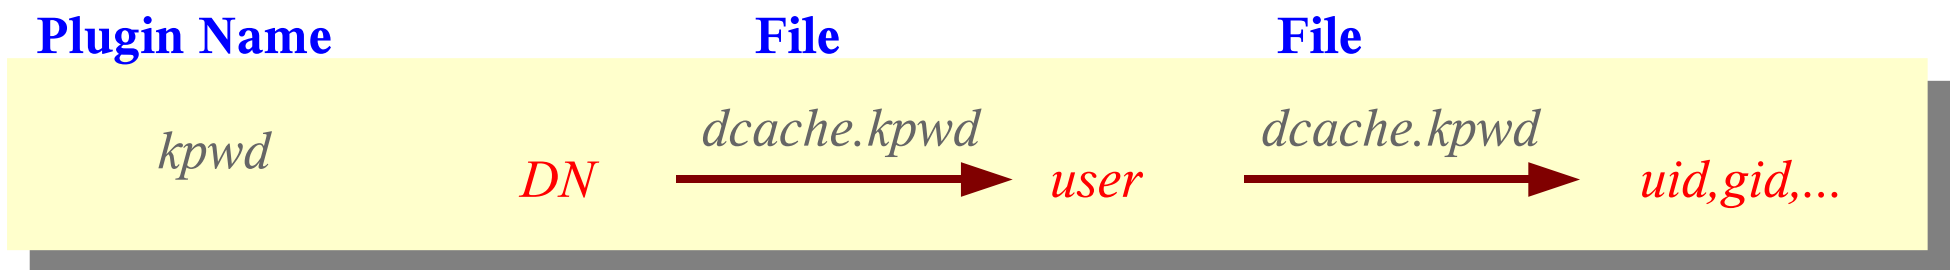 Plugin Name File File
dcache.kpwd dcache.kpwd
kpwd
DN user uid,gid,...